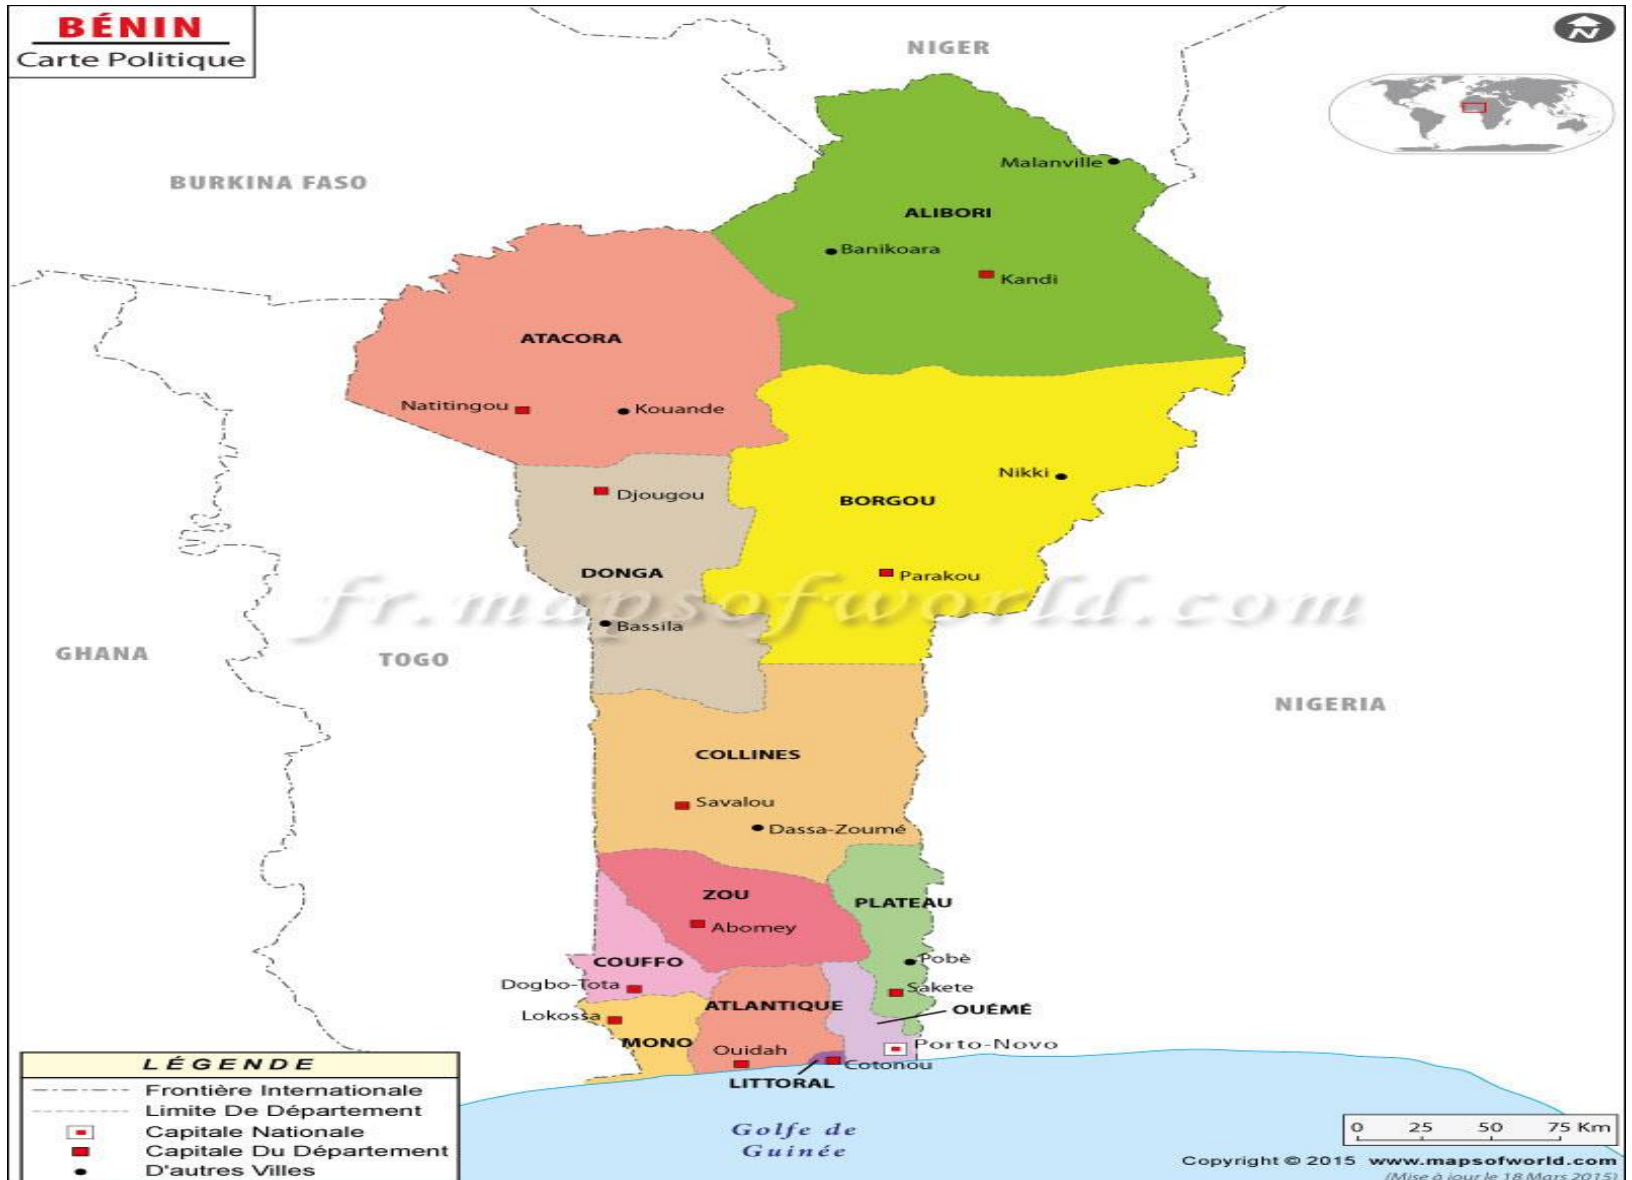 BÉNIN
Carte Politique
NIGER
N
Malanville
BURKINA FASO
ALIBORI
Banikoara
Kandi
ATACORA
Natitingou
Kouande
Nikki
Djougou
BORGOU
DONGA
Parakou
fr.mapsofworld.com
Bassila
GHANA
TOGO
NIGERIA
COLLINES
Savalou
Dassa-Zoumé
ZOU
PLATEAU
Abomey
COUFFO
Pobè
Dogbo-Tota
Sakete
ATLANTIQUE
OUÉMÉ
Lokossa
MONO
Porto-Novo
Ouidah
Cotonou
LITTORAL
LÉGENDE
Frontière Internationale
Limite De Département
Capitale Nationale
Capitale Du Département
D'autres Villes
Golfe de
Guinée
0 25 50 75 Km
Copyright © 2015 www.mapsofworld.com
(Mise à jour le 18 Mars 2015)